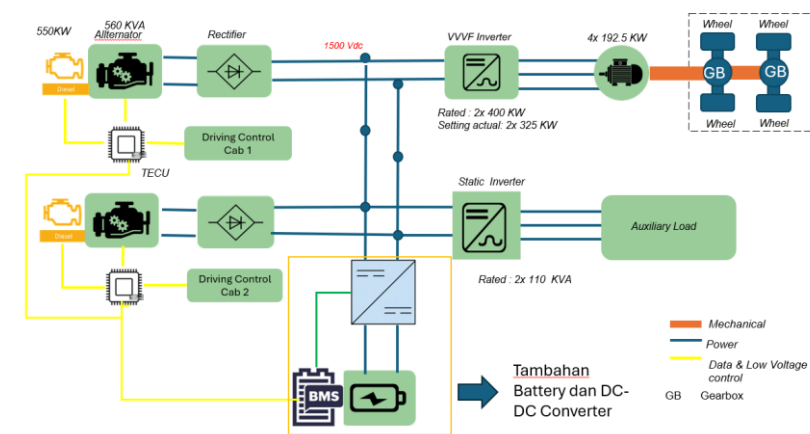 550KW
560 KVA
Allternator
Rectifier
1500 Vdc
VVVF Inverter
4x 192.5 KW
Wheel
Wheel
GB
GB
Wheel
Wheel
Diesel
Rated : 2x 400 KW
Setting actual: 2x 325 KW
Driving Control
Cab 1
TECU
Static Inverter
Diesel
Auxiliary Load
Driving Control
Cab 2
Rated : 2x 110 KVA
BMS
Tambahan
Battery dan DC-
DC Converter
Mechanical
Power
Data & Low Voltage
control
GB Gearbox